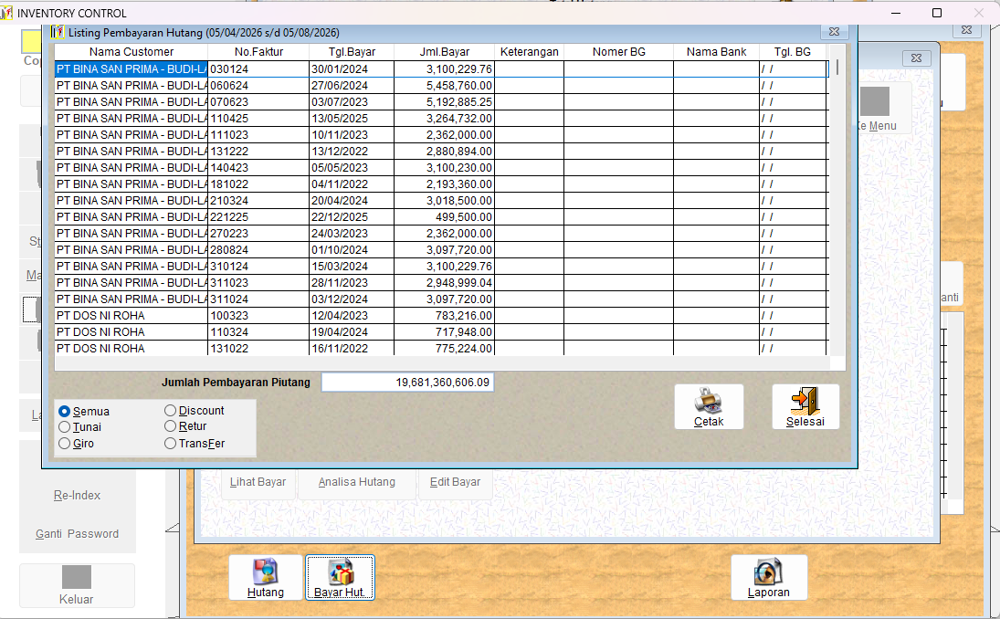 INVENTORY CONTROL
Listing Pembayaran Hutang (05/04/2026 s/d 05/08/2026)
Nama Customer No.Faktur Tgl.Bayar Jml.Bayar Keterangan Nomer BG Nama Bank Tgl. BG
PT BINA SAN PRIMA - BUDI-LA 030124 30/01/2024 3,100,229.76 / /
PT BINA SAN PRIMA - BUDI-LA 060624 27/06/2024 5,458,760.00 / /
PT BINA SAN PRIMA - BUDI-LA 070623 03/07/2023 5,192,885.25 / /
PT BINA SAN PRIMA - BUDI-LA 110425 13/05/2025 3,264,732.00 / /
PT BINA SAN PRIMA - BUDI-LA 111023 10/11/2023 2,362,000.00 / /
PT BINA SAN PRIMA - BUDI-LA 131222 13/12/2022 2,880,894.00 / /
PT BINA SAN PRIMA - BUDI-LA 140423 05/05/2023 3,100,230.00 / /
PT BINA SAN PRIMA - BUDI-LA 181022 04/11/2022 2,193,360.00 / /
PT BINA SAN PRIMA - BUDI-LA 210324 20/04/2024 3,018,500.00 / /
PT BINA SAN PRIMA - BUDI-LA 221225 22/12/2025 499,500.00 / /
PT BINA SAN PRIMA - BUDI-LA 270223 24/03/2023 2,362,000.00 / /
PT BINA SAN PRIMA - BUDI-LA 280824 01/10/2024 3,097,720.00 / /
PT BINA SAN PRIMA - BUDI-LA 310124 15/03/2024 3,100,229.76 / /
PT BINA SAN PRIMA - BUDI-LA 311023 28/11/2023 2,948,999.04 / /
PT BINA SAN PRIMA - BUDI-LA 311024 03/12/2024 3,097,720.00 / /
PT DOS NI ROHA 100323 12/04/2023 783,216.00 / /
PT DOS NI ROHA 110324 19/04/2024 717,948.00 / /
PT DOS NI ROHA 131022 16/11/2022 775,224.00 / /
Jumlah Pembayaran Piutang 19,681,360,606.09
Semua Discount
Tunai Retur
Giro TransFer
Cetak Selesai
Ke Menu
anti
Lihat Bayar Analisa Hutang Edit Bayar
Re-Index
Ganti Password
Keluar
Hutang Bayar Hut. Laporan